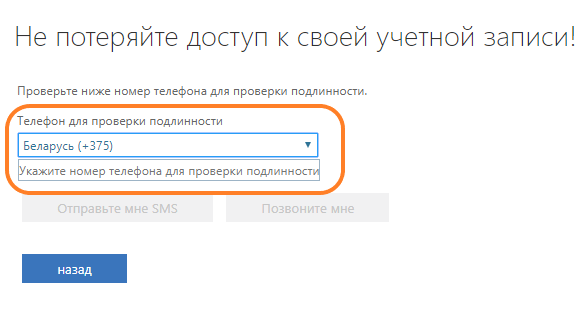 Не потеряйте доступ к своей учетной записи!
Проверьте ниже номер телефона для проверки подлинности.
Телефон для проверки подлинности
Беларусь (+375)
Укажите номер телефона для проверки подлинности
Отправьте мне SMS Позвоните мне
назад